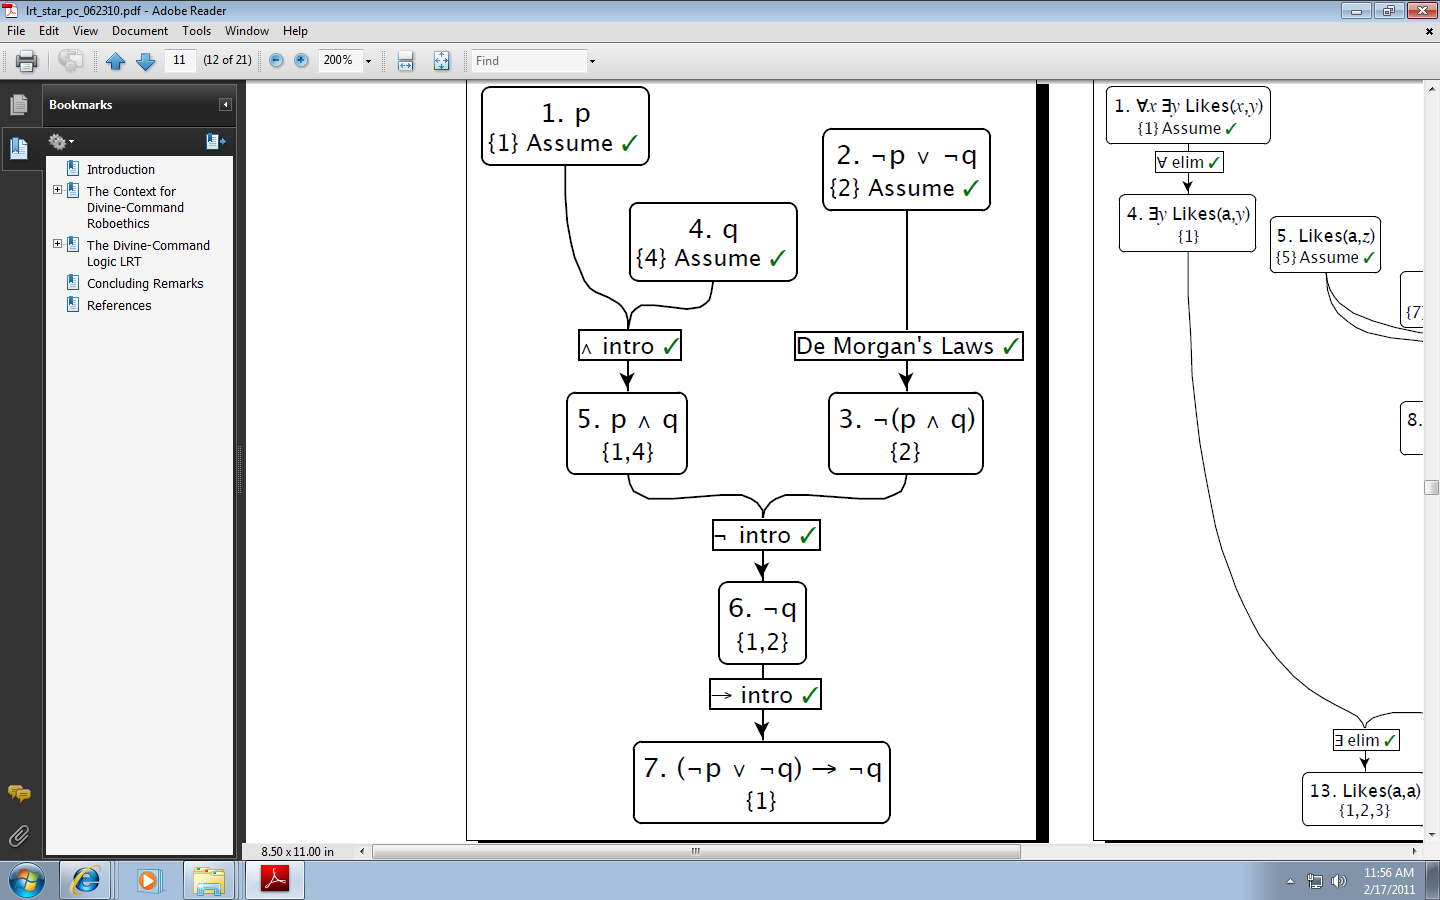 lrt_star_pc_062310.pdf - Adobe Reader
File Edit View Document Tools Window Help
11 (12 of 21) 200% Find
Bookmarks
Introduction
The Context for
Divine-Command
Roboethics
The Divine-Command
Logic LRT
Concluding Remarks
References
1. p
{1} Assume ✓
2. ¬p ∨ ¬q
{2} Assume ✓
4. q
{4} Assume ✓
∧ intro ✓
De Morgan's Laws ✓
5. p ∧ q
{1,4}
3. ¬(p ∧ q)
{2}
¬ intro ✓
6. ¬q
{1,2}
→ intro ✓
7. (¬p ∨ ¬q) → ¬q
{1}
1. ∀x ∃y Likes(x,y)
{1} Assume ✓
∀ elim ✓
4. ∃y Likes(a,y)
{1}
5. Likes(a,z)
{5} Assume ✓
{7}
8.
∃ elim ✓
13. Likes(a,a)
{1,2,3}
8.50 x 11.00 in
11:56 AM
2/17/2011